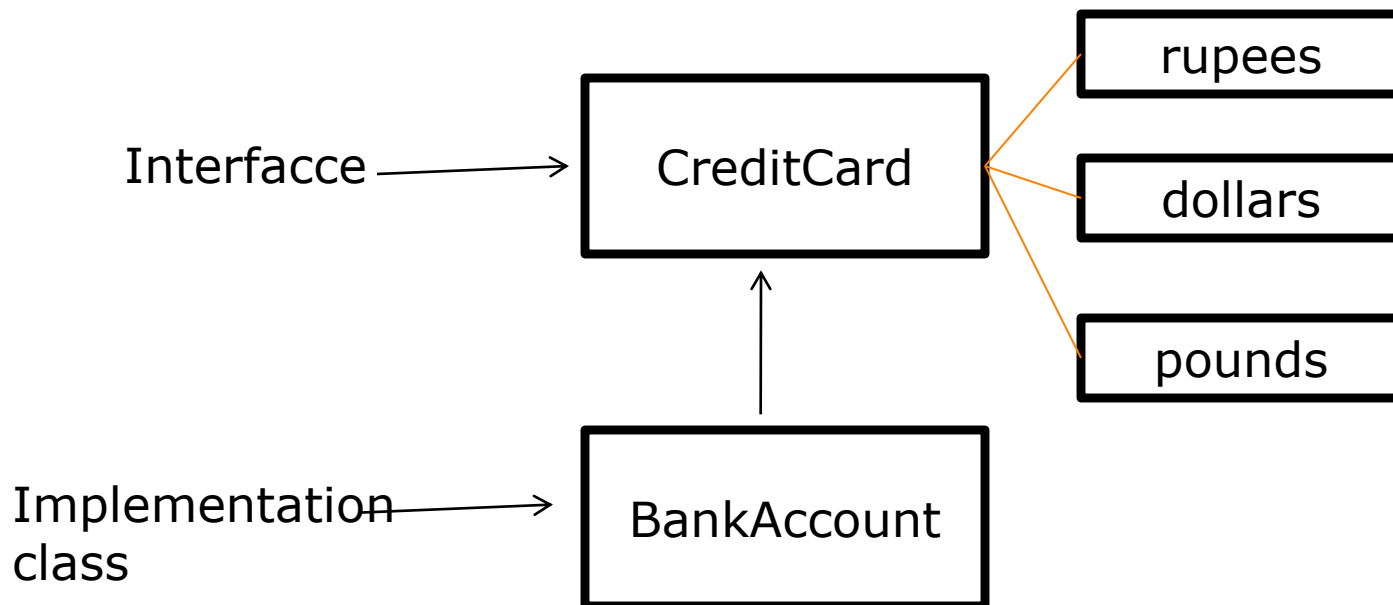 rupees
Interfacce
CreditCard
dollars
pounds
Implementation
class
BankAccount